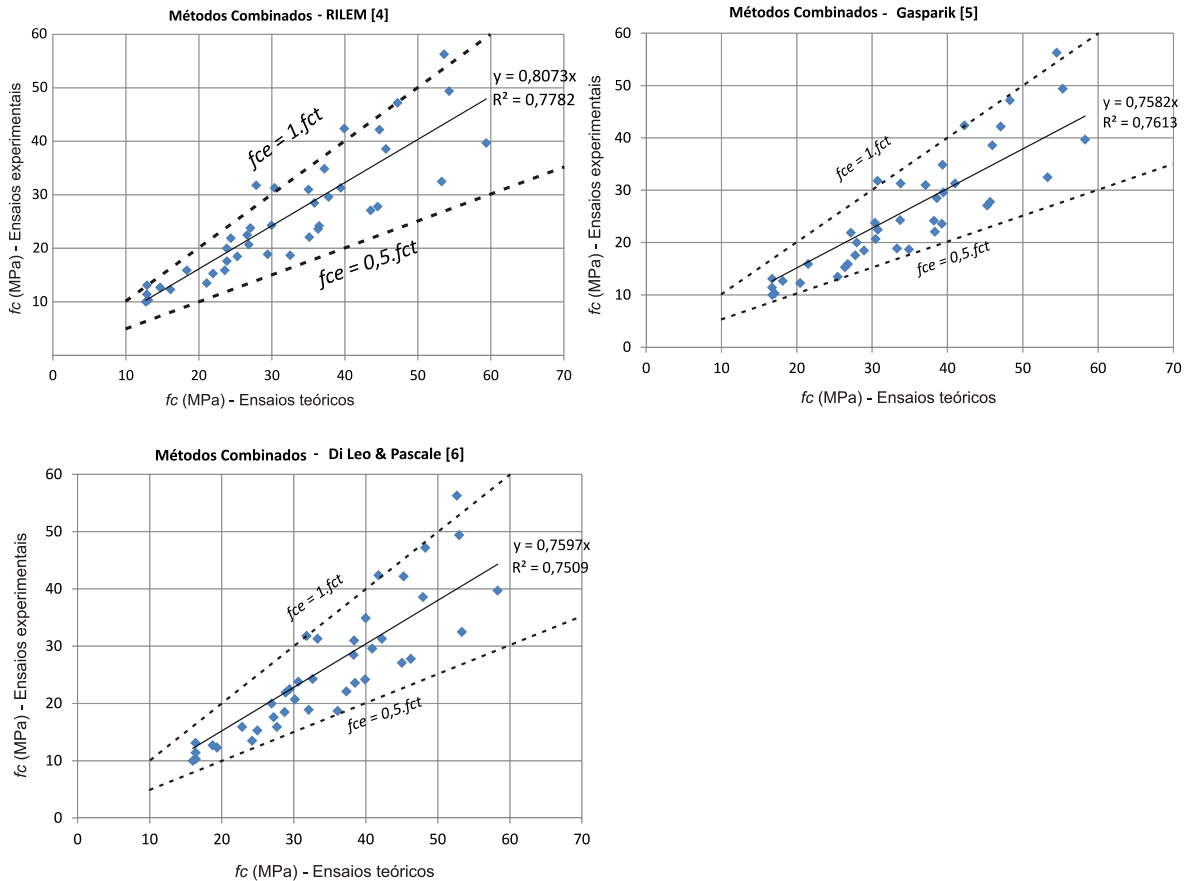 Métodos Combinados - RILEM [4]
60
50
40
30
20
10
0
10
20
30
40
50
60
70
fc (MPa) - Ensaios experimentais
fc (MPa) - Ensaios teóricos
fce = 1.fct
fce = 0,5.fct
y = 0,8073x
R² = 0,7782
Métodos Combinados - Gasparik [5]
60
50
40
30
20
10
0
0
10
20
30
40
50
60
70
fc (MPa) - Ensaios experimentais
fc (MPa) - Ensaios teóricos
fce = 1.fct
fce = 0,5.fct
y = 0,7582x
R² = 0,7613
Métodos Combinados - Di Leo & Pascale [6]
60
50
40
30
20
10
0
0
10
20
30
40
50
60
70
fc (MPa) - Ensaios experimentais
fc (MPa) - Ensaios teóricos
fce = 1.fct
fce = 0,5.fct
y = 0,7597x
R² = 0,7509